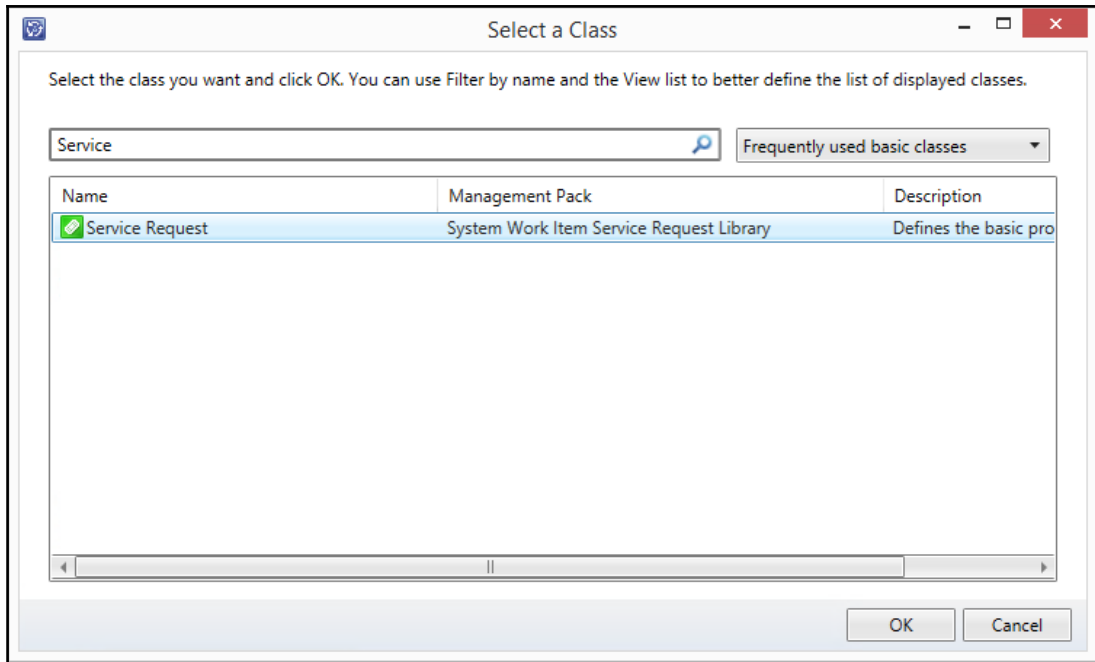 Select a Class
Select the class you want and click OK. You can use Filter by name and the View list to better define the list of displayed classes.
Service
Frequently used basic classes
Name Management Pack Description
Service Request System Work Item Service Request Library Defines the basic pro
OK Cancel